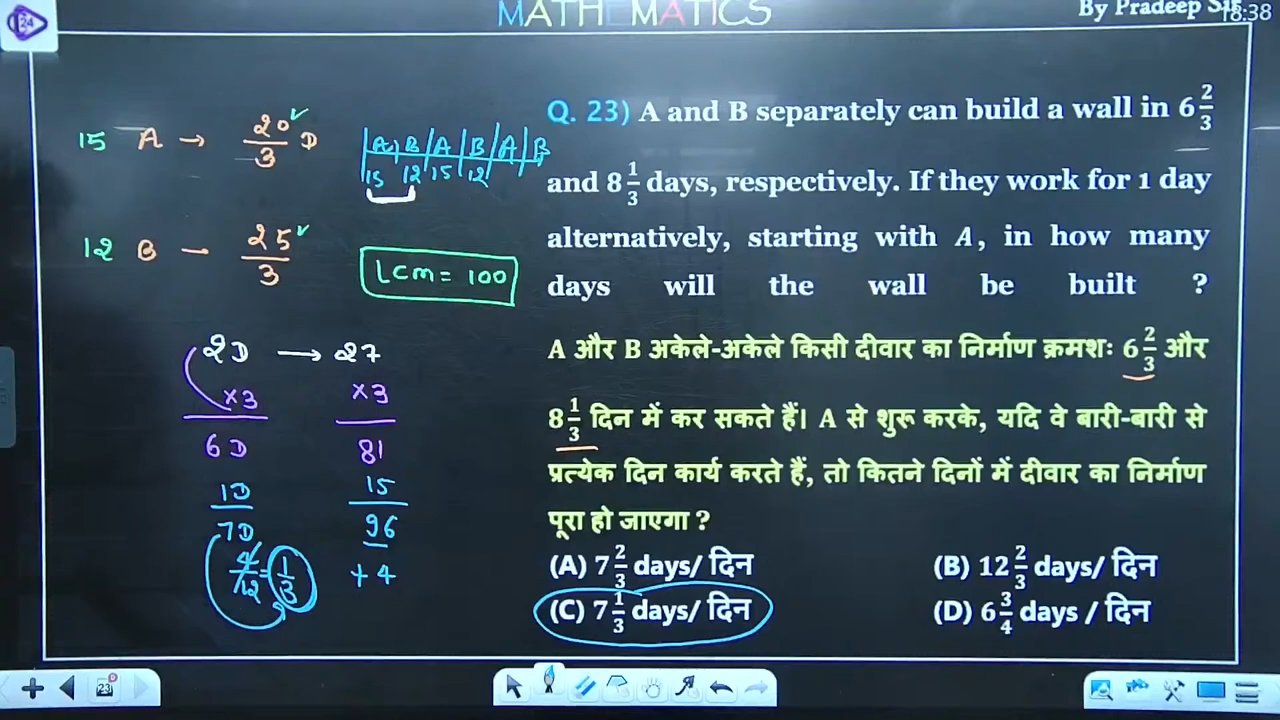 MATHEMATICS
By Pradeep Sir
18:38
24
15 A → 20/3 D
A B A B A B
15 12 15 12
12 B — 25/3
LCM = 100
2D → 27
×3 ×3
6D 81
1D 15
7D 96
4/12 = 1/3 + 4
Q. 23) A and B separately can build a wall in 6 2/3
and 8 1/3 days, respectively. If they work for 1 day
alternatively, starting with A, in how many
days will the wall be built ?
A और B अकेले-अकेले किसी दीवार का निर्माण क्रमशः 6 2/3 और
8 1/3 दिन में कर सकते हैं। A से शुरू करके, यदि वे बारी-बारी से
प्रत्येक दिन कार्य करते हैं, तो कितने दिनों में दीवार का निर्माण
पूरा हो जाएगा ?
(A) 7 2/3 days/ दिन (B) 12 2/3 days/ दिन
(C) 7 1/3 days/ दिन (D) 6 3/4 days / दिन
23